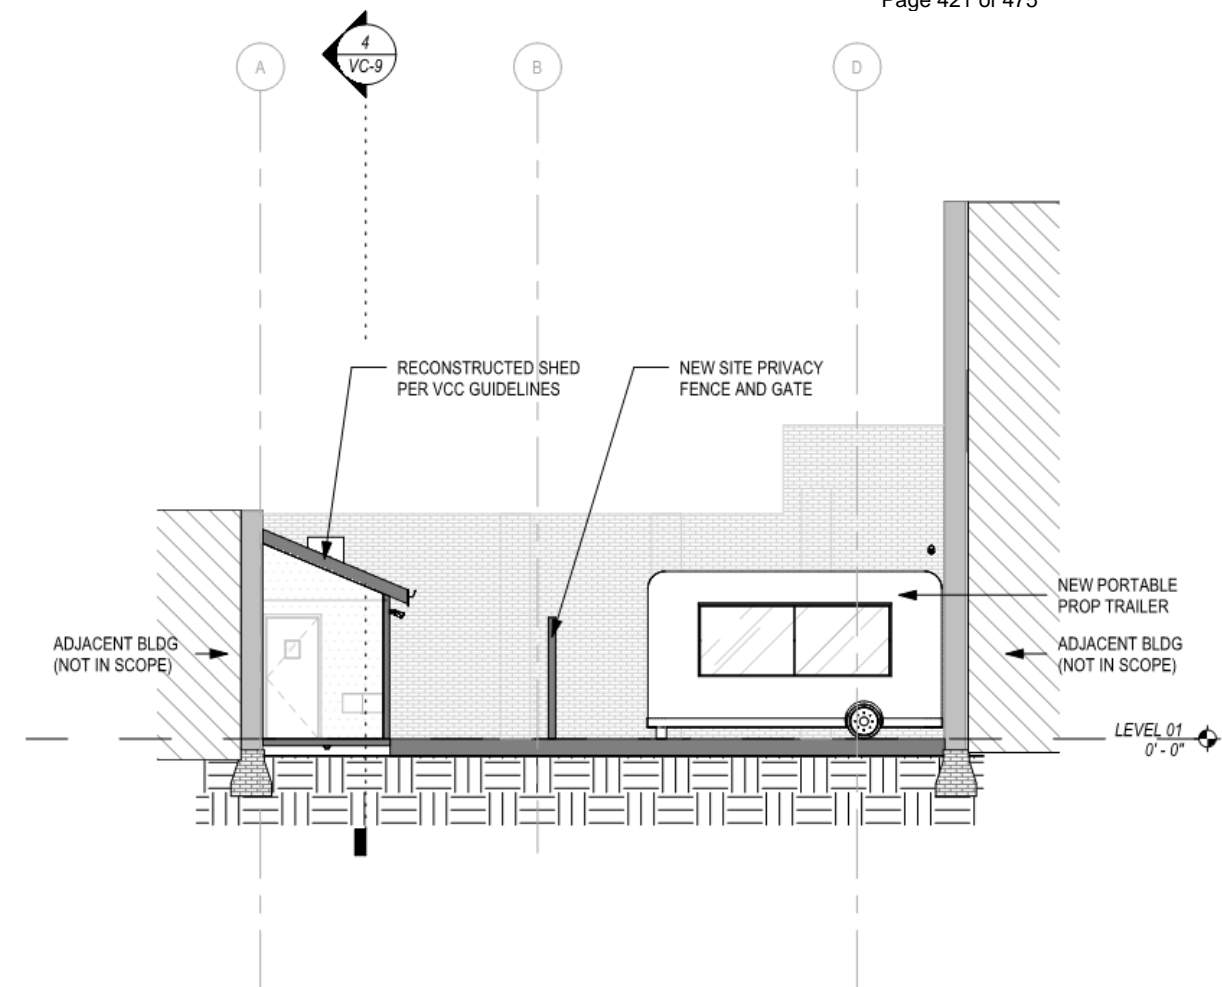 Page 421 of 475
4
VC-9
A
B
D
RECONSTRUCTED SHED
PER VCC GUIDELINES
NEW SITE PRIVACY
FENCE AND GATE
NEW PORTABLE
PROP TRAILER
ADJACENT BLDG
(NOT IN SCOPE)
ADJACENT BLDG
(NOT IN SCOPE)
LEVEL 01
0' - 0"